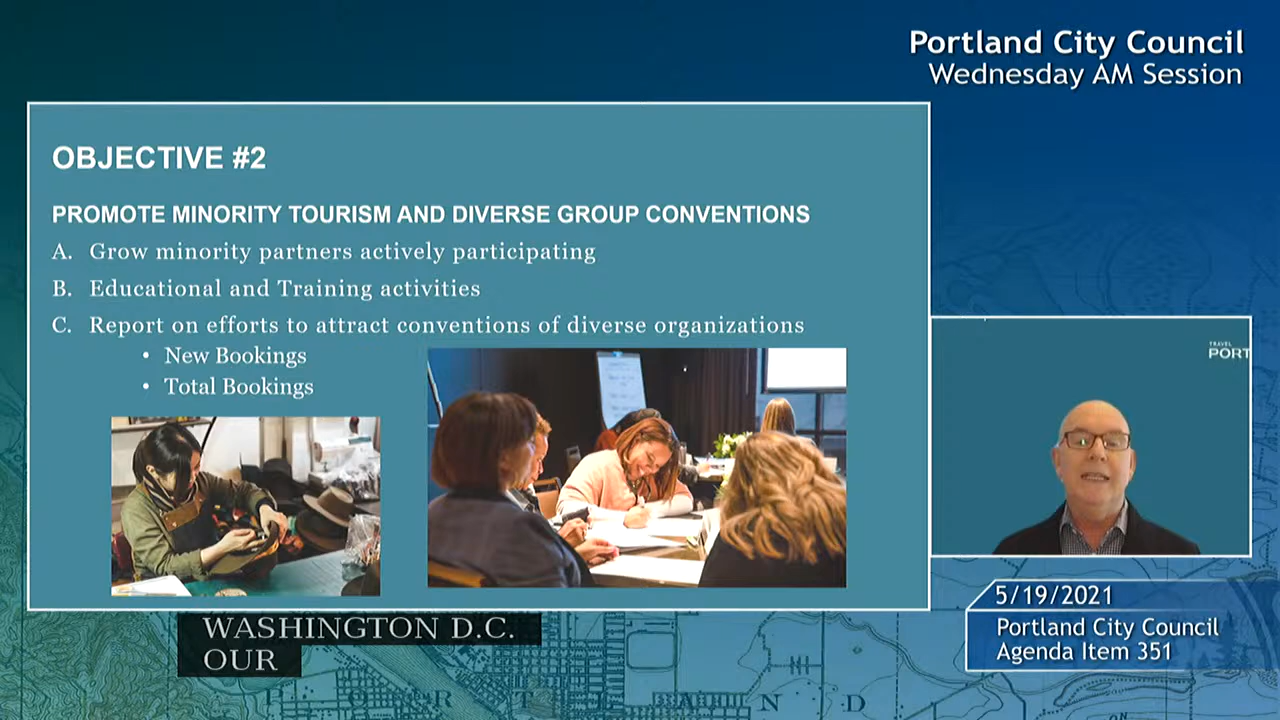 Portland City Council
Wednesday AM Session
OBJECTIVE #2
PROMOTE MINORITY TOURISM AND DIVERSE GROUP CONVENTIONS
A. Grow minority partners actively participating
B. Educational and Training activities
C. Report on efforts to attract conventions of diverse organizations
• New Bookings
• Total Bookings
TRAVEL
PORT
5/19/2021
Portland City Council
Agenda Item 351
WASHINGTON D.C.
OUR
P O R T L A N D